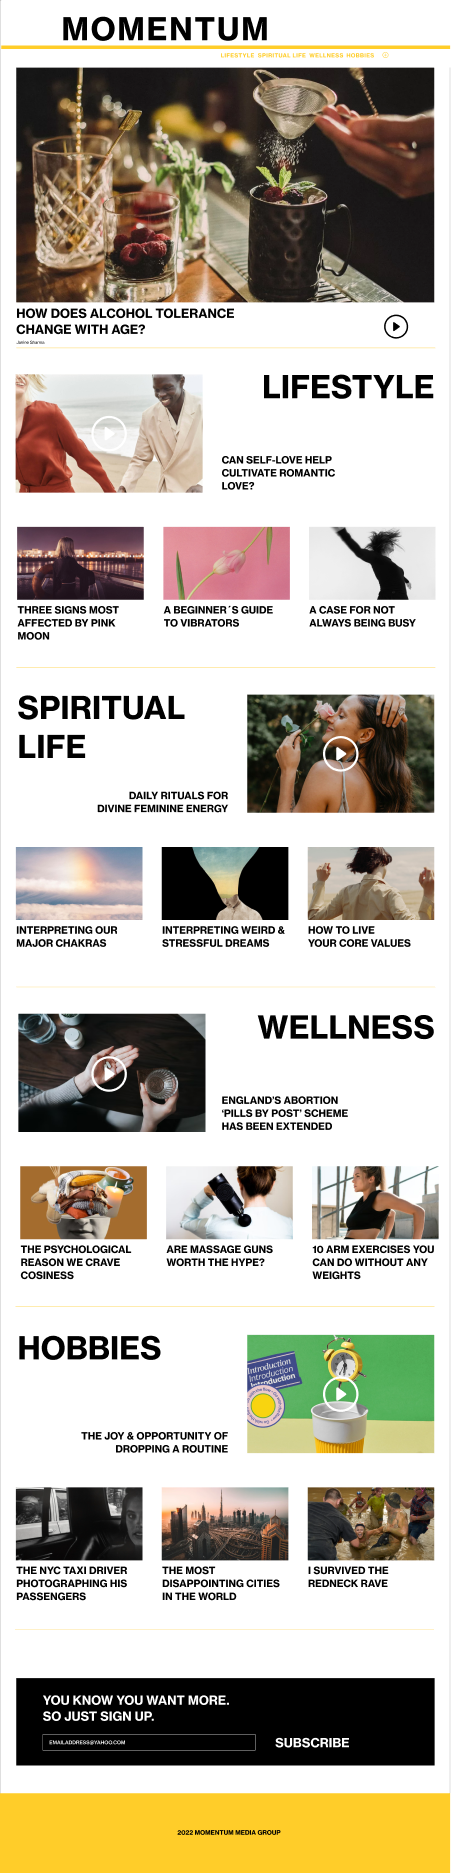 MOMENTUM
LIFESTYLE SPIRITUAL LIFE WELLNESS HOBBIES
HOW DOES ALCOHOL TOLERANCE
CHANGE WITH AGE?
LIFESTYLE
CAN SELF-LOVE HELP
CULTIVATE ROMANTIC
LOVE?
THREE SIGNS MOST
AFFECTED BY PINK
MOON
A BEGINNER´S GUIDE
TO VIBRATORS
A CASE FOR NOT
ALWAYS BEING BUSY
SPIRITUAL
LIFE
DAILY RITUALS FOR
DIVINE FEMININE ENERGY
INTERPRETING OUR
MAJOR CHAKRAS
INTERPRETING WEIRD &
STRESSFUL DREAMS
HOW TO LIVE
YOUR CORE VALUES
WELLNESS
ENGLAND'S ABORTION
'PILLS BY POST' SCHEME
HAS BEEN EXTENDED
THE PSYCHOLOGICAL
REASON WE CRAVE
COSINESS
ARE MASSAGE GUNS
WORTH THE HYPE?
10 ARM EXERCISES YOU
CAN DO WITHOUT ANY
WEIGHTS
HOBBIES
Introduction
Introduction
Introduction
THE JOY & OPPORTUNITY OF
DROPPING A ROUTINE
THE NYC TAXI DRIVER
PHOTOGRAPHING HIS
PASSENGERS
THE MOST
DISAPPOINTING CITIES
IN THE WORLD
I SURVIVED THE
REDNECK RAVE
YOU KNOW YOU WANT MORE.
SO JUST SIGN UP.
EMAILADDRESS@YAHOO.COM
SUBSCRIBE
2022 MOMENTUM MEDIA GROUP